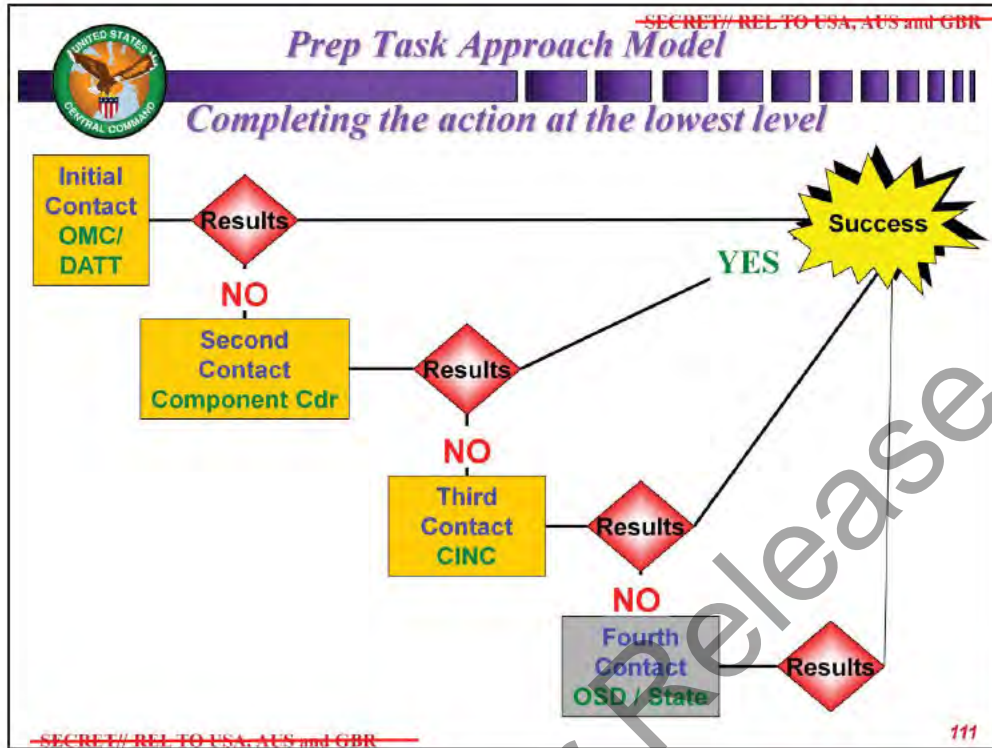 SECRET// REL TO USA, AUS and GBR
Prep Task Approach Model
UNITED STATES
CENTRAL COMMAND
Completing the action at the lowest level
Initial
Contact
OMC/
DATT
Results
Success
YES
NO
Second
Contact
Component Cdr
Results
NO
Third
Contact
CINC
Results
NO
Fourth
Contact
OSD / State
Results
Release
SECRET// REL TO USA, AUS and GBR
111